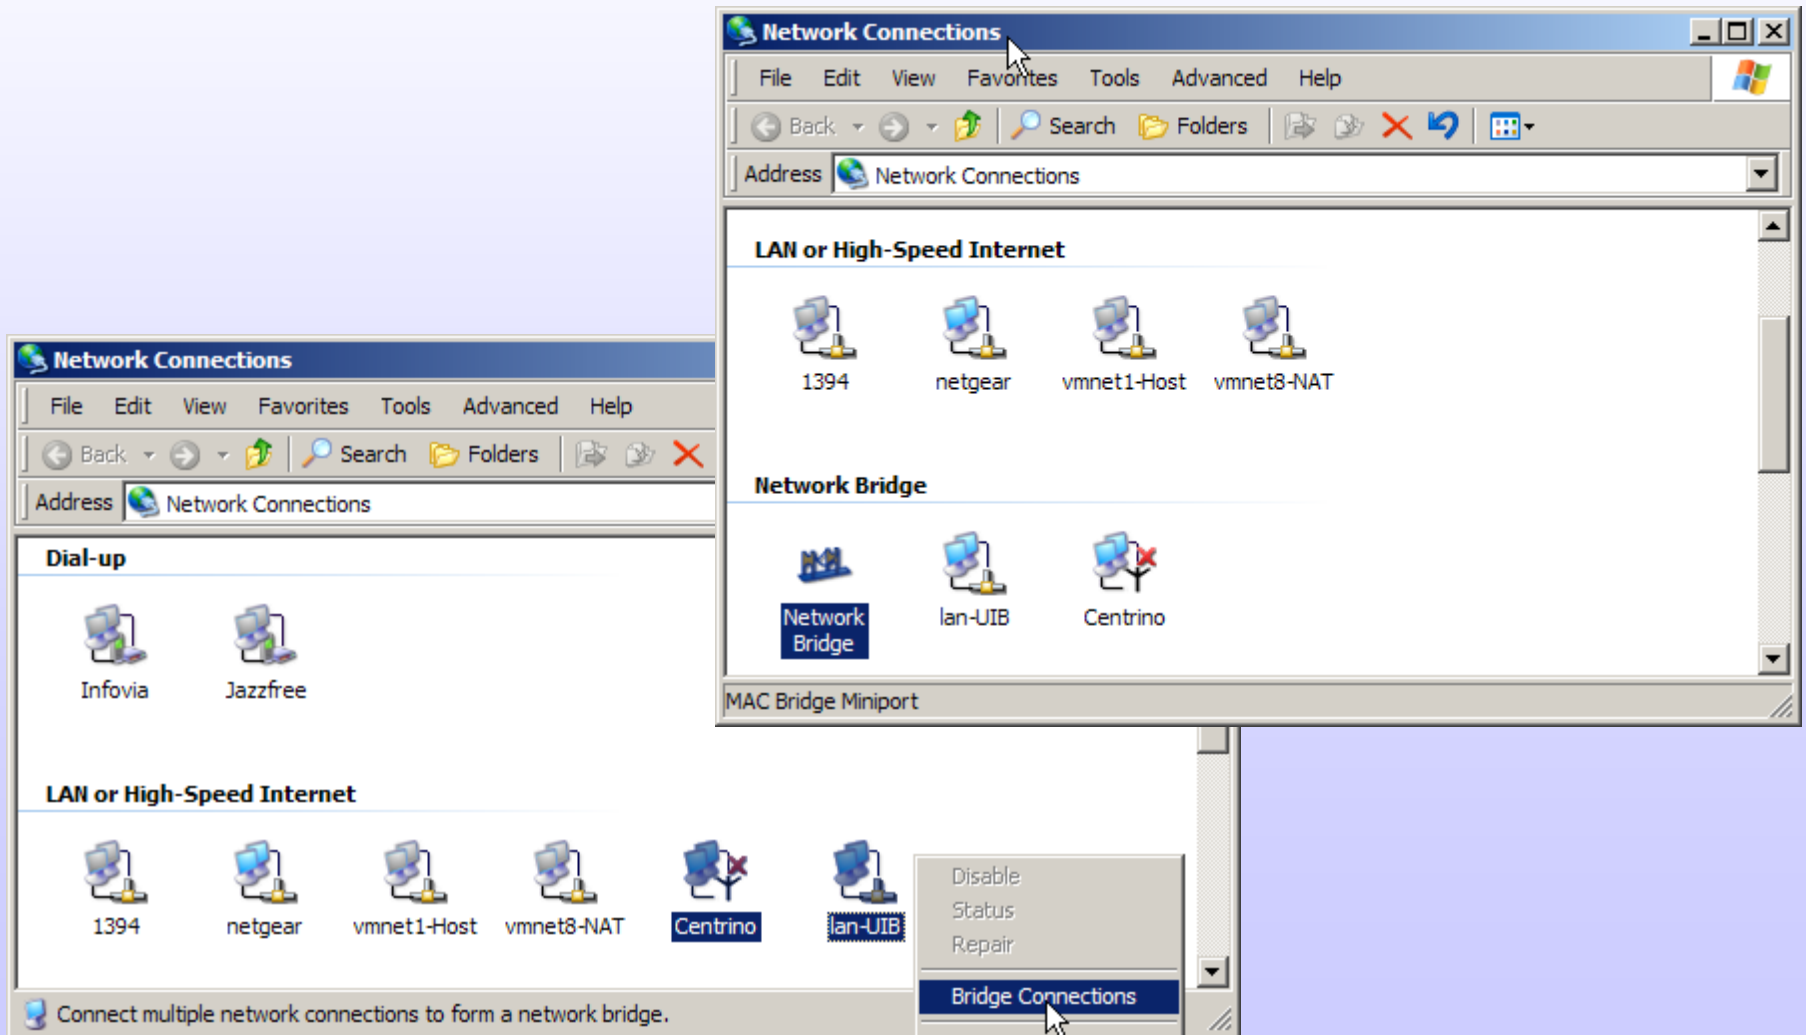 Network Connections
File Edit View Favorites Tools Advanced Help
Back Search Folders
Address Network Connections
LAN or High-Speed Internet
1394 netgear vmnet1-Host vmnet8-NAT
Network Bridge
Network Bridge lan-UIB Centrino
MAC Bridge Miniport
Network Connections
File Edit View Favorites Tools Advanced Help
Back Search Folders
Address Network Connections
Dial-up
Infovia Jazzfree
LAN or High-Speed Internet
1394 netgear vmnet1-Host vmnet8-NAT Centrino lan-UIB
Disable
Status
Repair
Bridge Connections
Connect multiple network connections to form a network bridge.